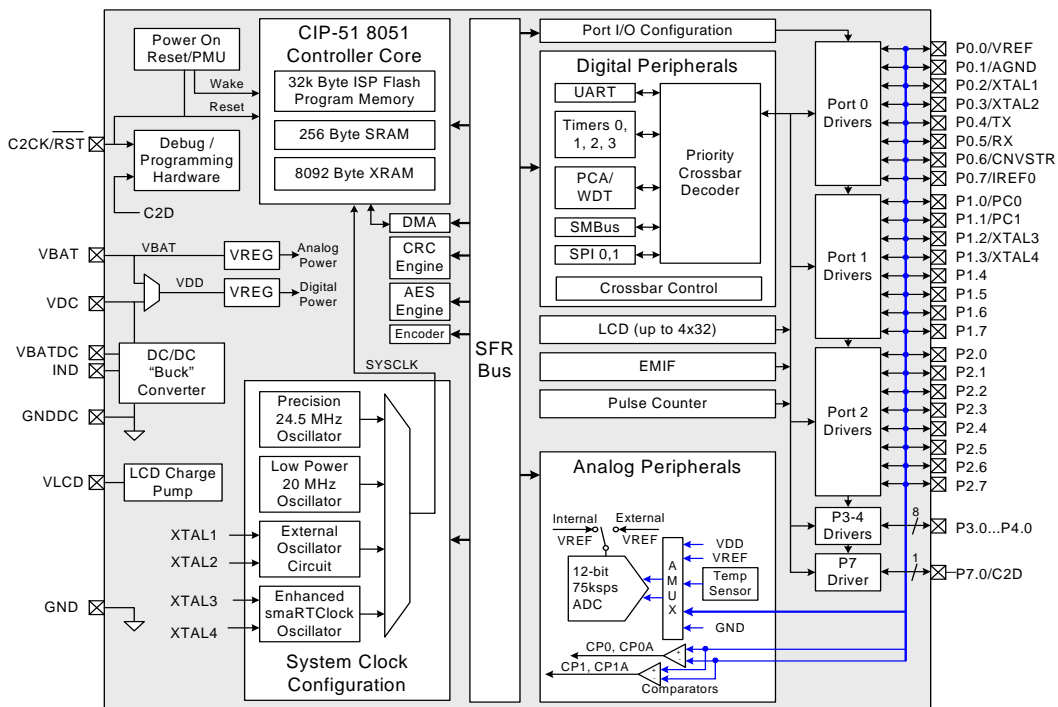 Power On
Reset/PMU
Wake
Reset
C2CK/RST
Debug /
Programming
Hardware
C2D
CIP-51 8051
Controller Core
32k Byte ISP Flash
Program Memory
256 Byte SRAM
8092 Byte XRAM
VBAT
VBAT
VREG
Analog
Power
VDC
VDD
VREG
Digital
Power
VBATDC
IND
DC/DC
“Buck”
Converter
GNDDC
VLCD
LCD Charge
Pump
GND
DMA
CRC
Engine
AES
Engine
Encoder
SYSCLK
Precision
24.5 MHz
Oscillator
Low Power
20 MHz
Oscillator
XTAL1
XTAL2
External
Oscillator
Circuit
XTAL3
XTAL4
Enhanced
smaRTClock
Oscillator
System Clock
Configuration
SFR
Bus
Port I/O Configuration
Digital Peripherals
UART
Timers 0,
1, 2, 3
PCA/
WDT
SMBus
SPI 0,1
Priority
Crossbar
Decoder
Crossbar Control
LCD (up to 4x32)
EMIF
Pulse Counter
Analog Peripherals
Internal
VREF
External
VREF
12-bit
75ksps
ADC
AMUX
VDD
VREF
Temp
Sensor
GND
CP0, CP0A
+
-
CP1, CP1A
+
-
Comparators
Port 0
Drivers
Port 1
Drivers
Port 2
Drivers
P3-4
Drivers
P7
Driver
8
1
P0.0/VREF
P0.1/AGND
P0.2/XTAL1
P0.3/XTAL2
P0.4/TX
P0.5/RX
P0.6/CNVSTR
P0.7/IREF0
P1.0/PC0
P1.1/PC1
P1.2/XTAL3
P1.3/XTAL4
P1.4
P1.5
P1.6
P1.7
P2.0
P2.1
P2.2
P2.3
P2.4
P2.5
P2.6
P2.7
P3.0...P4.0
P7.0/C2D